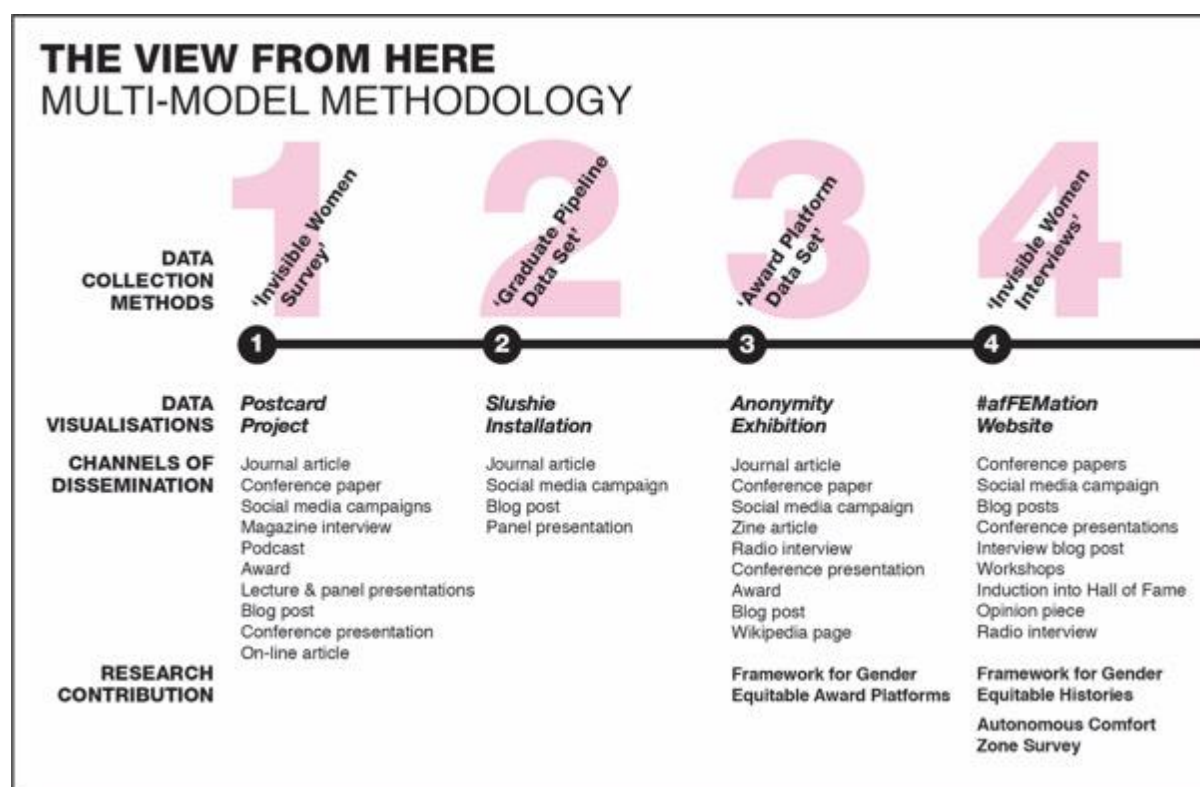 THE VIEW FROM HERE
MULTI-MODEL METHODOLOGY
1
2
3
4
DATA
COLLECTION
METHODS
‘Invisible Women
Survey’
‘Graduate Pipeline
Data Set’
‘Award Platform
Data Set’
‘Invisible Women
Interviews’
1
2
3
4
DATA
VISUALISATIONS
Postcard
Project
Slushie
Installation
Anonymity
Exhibition
#afFEMation
Website
CHANNELS OF
DISSEMINATION
Journal article
Conference paper
Social media campaigns
Magazine interview
Podcast
Award
Lecture & panel presentations
Blog post
Conference presentation
On-line article
Journal article
Social media campaign
Blog post
Panel presentation
Journal article
Conference paper
Social media campaign
Zine article
Radio interview
Conference presentation
Award
Blog post
Wikipedia page
Conference papers
Social media campaign
Blog posts
Conference presentations
Interview blog post
Workshops
Induction into Hall of Fame
Opinion piece
Radio interview
RESEARCH
CONTRIBUTION
Framework for Gender
Equitable Award Platforms
Framework for Gender
Equitable Histories
Autonomous Comfort
Zone Survey